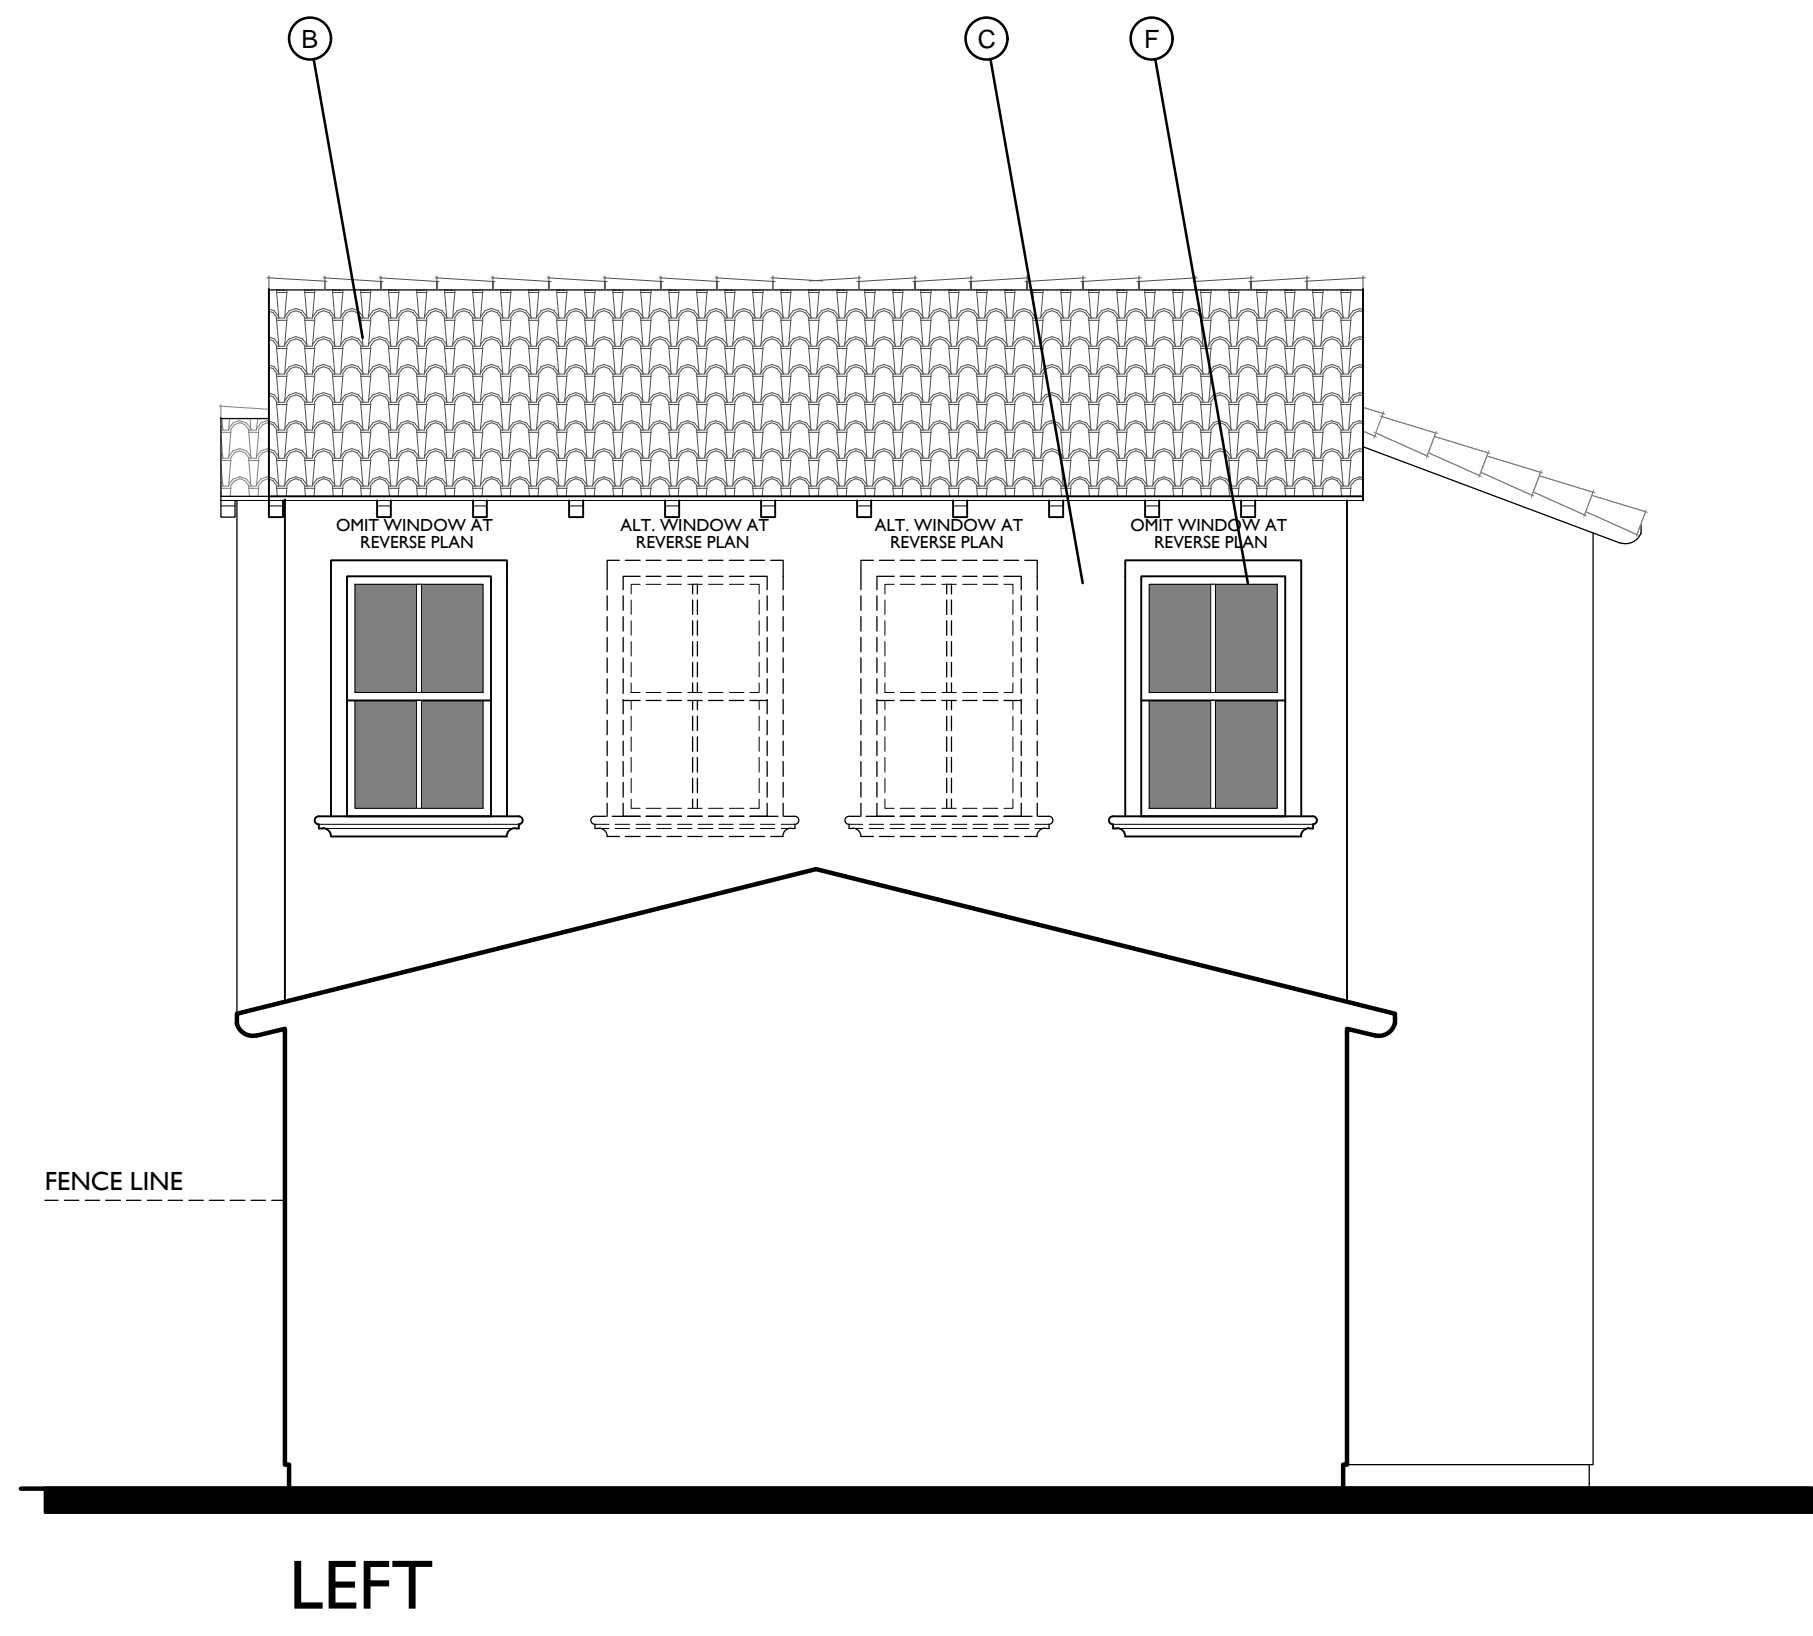 B
C
F
OMIT WINDOW AT
REVERSE PLAN
ALT. WINDOW AT
REVERSE PLAN
ALT. WINDOW AT
REVERSE PLAN
OMIT WINDOW AT
REVERSE PLAN
FENCE LINE
LEFT